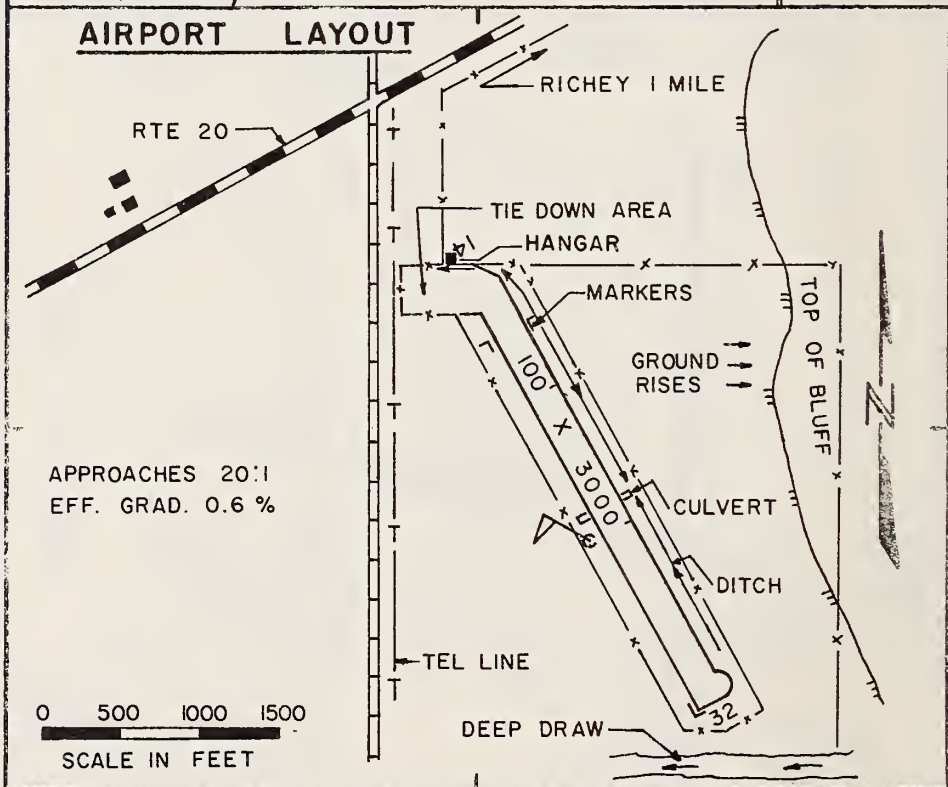 AIRPORT LAYOUT
RICHEY 1 MILE
RTE 20
TIE DOWN AREA
14
HANGAR
MARKERS
100' X 3000'
GROUND
RISES
TOP OF BLUFF
N
APPROACHES 20:1
EFF. GRAD. 0.6 %
CULVERT
DITCH
TEL LINE
32
DEEP DRAW
0 500 1000 1500
SCALE IN FEET
T
T
T
T
T
T